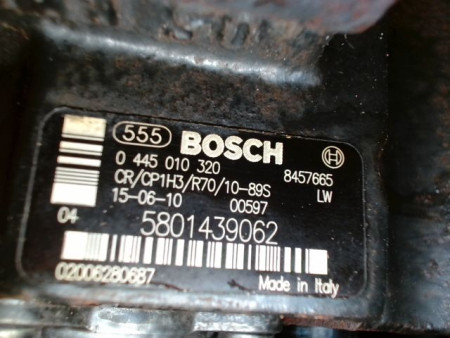 555 BOSCH
0 445 010 320 8457665
CR/CP1H3/R70/10-89S LW
15-06-10 00597
04 5801439062
02006280687 Made in Italy